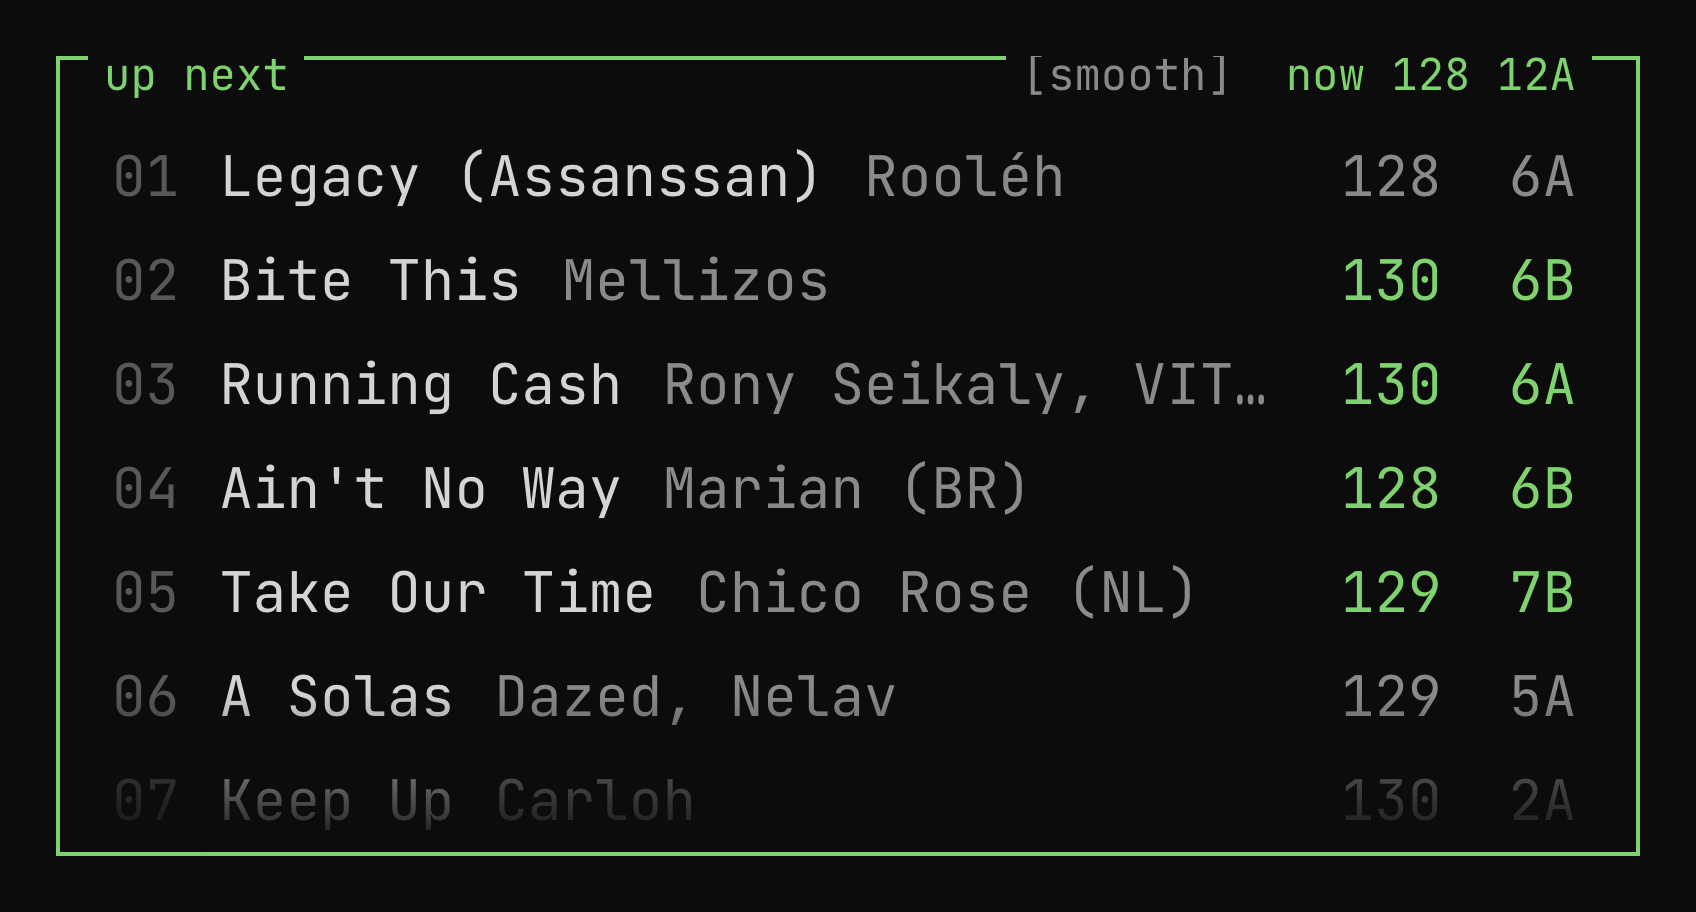 up next [smooth] now 128 12A
01 Legacy (Assanssan) Rooléh 128 6A
02 Bite This Mellizos 130 6B
03 Running Cash Rony Seikaly, VIT… 130 6A
04 Ain't No Way Marian (BR) 128 6B
05 Take Our Time Chico Rose (NL) 129 7B
06 A Solas Dazed, Nelav 129 5A
07 Keep Up Carloh 130 2A